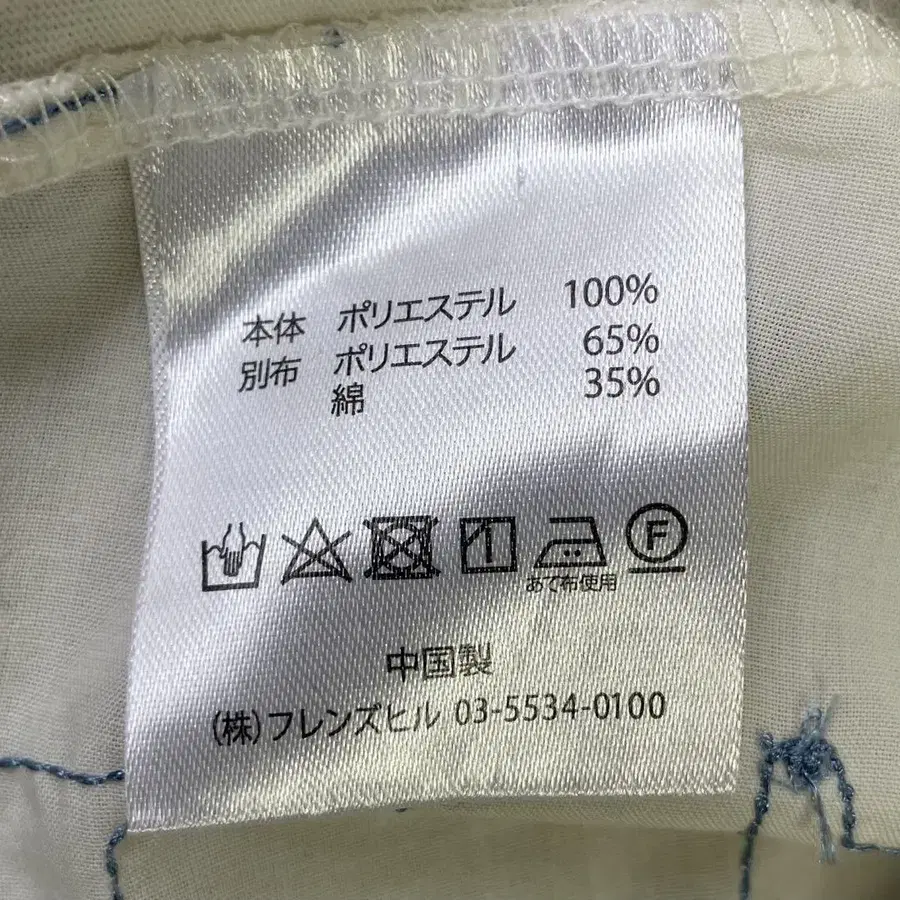 本体 ポリエステル 100%
別布 ポリエステル 65%
綿 35%
F
あて布使用
中国製
(株)フレンズヒル 03-5534-0100